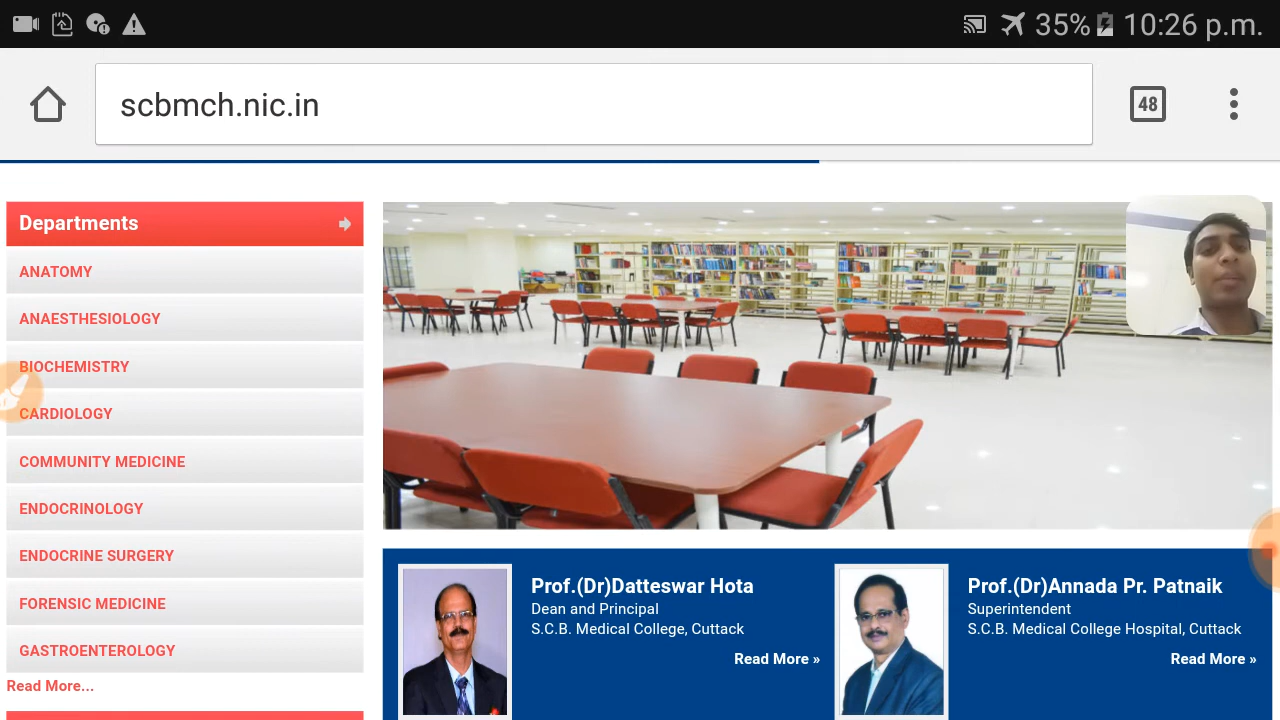 35% 10:26 p.m.
scbmch.nic.in
48
Departments
ANATOMY
ANAESTHESIOLOGY
BIOCHEMISTRY
CARDIOLOGY
COMMUNITY MEDICINE
ENDOCRINOLOGY
ENDOCRINE SURGERY
FORENSIC MEDICINE
GASTROENTEROLOGY
Read More...
Prof.(Dr)Datteswar Hota
Dean and Principal
S.C.B. Medical College, Cuttack
Read More »
Prof.(Dr)Annada Pr. Patnaik
Superintendent
S.C.B. Medical College Hospital, Cuttack
Read More »